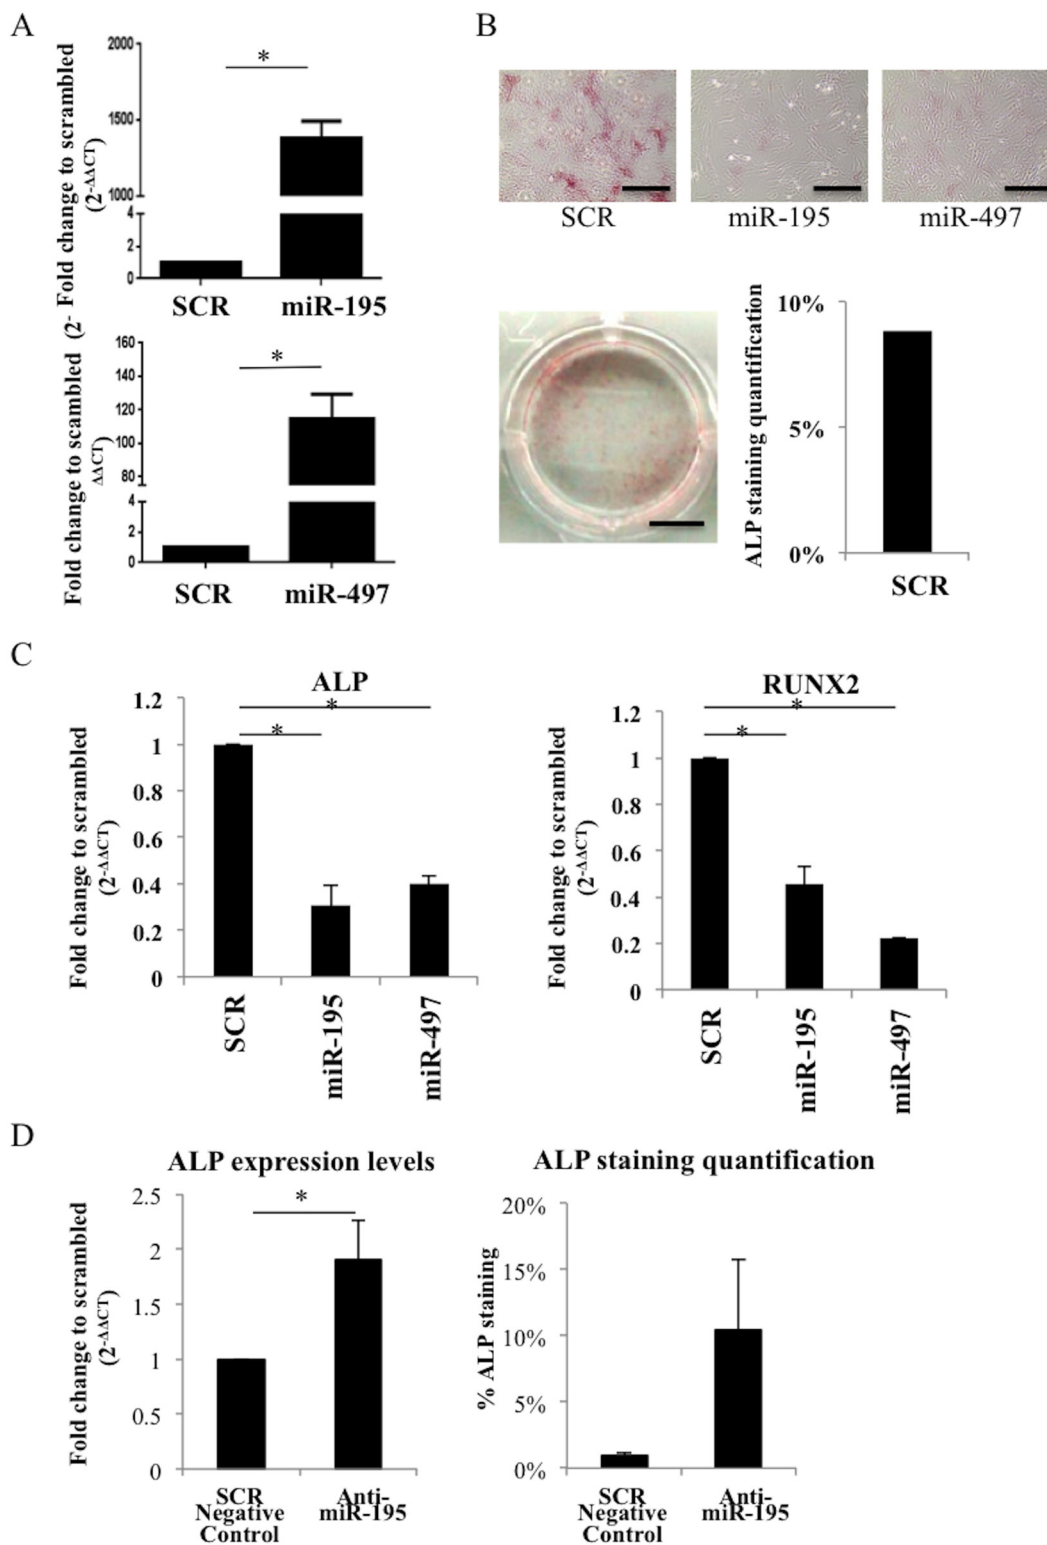 A
Fold change to scrambled
(2-ΔΔCT)
2000
1500
1000
4
2
0
*
SCR
miR-195
Fold change to scambled (2-
ΔΔCT)
160
140
120
100
80
4
2
0
*
SCR
miR-497
B
SCR
miR-195
miR-497
ALP staining quantification
10%
5%
0%
SCR
C
ALP
Fold change to scrambled
(2-ΔΔCT)
1.2
1
0.8
0.6
0.4
0.2
0
*
*
SCR
miR-195
miR-497
RUNX2
Fold change to scrambled
(2-ΔΔCT)
1.2
1
0.8
0.6
0.4
0.2
0
*
*
SCR
miR-195
miR-497
D
ALP expression levels
Fold change to scrambled
(2-ΔΔCT)
2.5
2
1.5
1
0.5
0
*
SCR
Negative
Control
Anti-
miR-195
ALP staining quantification
% ALP staining
20%
15%
10%
5%
0%
SCR
Negative
Control
Anti-
miR-195